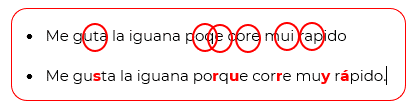 • Me guta la iguana poqe core mui rapido
• Me gusta la iguana porque corre muy rápido.